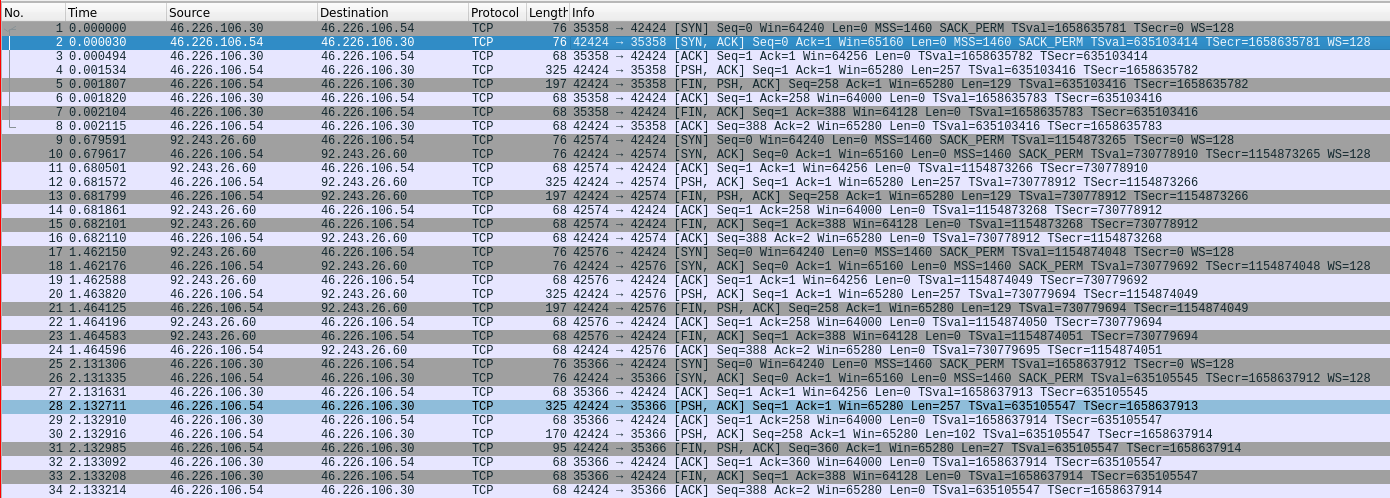 No. Time Source Destination Protocol Length Info
1 0.000000 46.226.106.30 46.226.106.54 TCP 76 35358 → 42424 [SYN] Seq=0 Win=64240 Len=0 MSS=1460 SACK_PERM TSval=1658635781 TSecr=0 WS=128
2 0.000030 46.226.106.54 46.226.106.30 TCP 76 42424 → 35358 [SYN, ACK] Seq=0 Ack=1 Win=65160 Len=0 MSS=1460 SACK_PERM TSval=635103414 TSecr=1658635781 WS=128
3 0.000494 46.226.106.30 46.226.106.54 TCP 68 35358 → 42424 [ACK] Seq=1 Ack=1 Win=64256 Len=0 TSval=1658635782 TSecr=635103414
4 0.001534 46.226.106.54 46.226.106.30 TCP 325 42424 → 35358 [PSH, ACK] Seq=1 Ack=1 Win=65280 Len=257 TSval=635103416 TSecr=1658635782
5 0.001807 46.226.106.54 46.226.106.30 TCP 197 42424 → 35358 [FIN, PSH, ACK] Seq=258 Ack=1 Win=65280 Len=129 TSval=635103416 TSecr=1658635782
6 0.001820 46.226.106.30 46.226.106.54 TCP 68 35358 → 42424 [ACK] Seq=1 Ack=258 Win=64000 Len=0 TSval=1658635783 TSecr=635103416
7 0.002104 46.226.106.30 46.226.106.54 TCP 68 35358 → 42424 [FIN, ACK] Seq=1 Ack=388 Win=64128 Len=0 TSval=1658635783 TSecr=635103416
8 0.002115 46.226.106.54 46.226.106.30 TCP 68 42424 → 35358 [ACK] Seq=388 Ack=2 Win=65280 Len=0 TSval=635103416 TSecr=1658635783
9 0.679591 92.243.26.60 46.226.106.54 TCP 76 42574 → 42424 [SYN] Seq=0 Win=64240 Len=0 MSS=1460 SACK_PERM TSval=1154873265 TSecr=0 WS=128
10 0.679617 46.226.106.54 92.243.26.60 TCP 76 42424 → 42574 [SYN, ACK] Seq=0 Ack=1 Win=65160 Len=0 MSS=1460 SACK_PERM TSval=730778910 TSecr=1154873265 WS=128
11 0.680501 92.243.26.60 46.226.106.54 TCP 68 42574 → 42424 [ACK] Seq=1 Ack=1 Win=64256 Len=0 TSval=1154873266 TSecr=730778910
12 0.681572 46.226.106.54 92.243.26.60 TCP 325 42424 → 42574 [PSH, ACK] Seq=1 Ack=1 Win=65280 Len=257 TSval=730778912 TSecr=1154873266
13 0.681799 46.226.106.54 92.243.26.60 TCP 197 42424 → 42574 [FIN, PSH, ACK] Seq=258 Ack=1 Win=65280 Len=129 TSval=730778912 TSecr=1154873266
14 0.681861 92.243.26.60 46.226.106.54 TCP 68 42574 → 42424 [ACK] Seq=1 Ack=258 Win=64000 Len=0 TSval=1154873268 TSecr=730778912
15 0.682101 92.243.26.60 46.226.106.54 TCP 68 42574 → 42424 [FIN, ACK] Seq=1 Ack=388 Win=64128 Len=0 TSval=1154873268 TSecr=730778912
16 0.682110 46.226.106.54 92.243.26.60 TCP 68 42424 → 42574 [ACK] Seq=388 Ack=2 Win=65280 Len=0 TSval=730778912 TSecr=1154873268
17 1.462150 92.243.26.60 46.226.106.54 TCP 76 42576 → 42424 [SYN] Seq=0 Win=64240 Len=0 MSS=1460 SACK_PERM TSval=1154874048 TSecr=0 WS=128
18 1.462176 46.226.106.54 92.243.26.60 TCP 76 42424 → 42576 [SYN, ACK] Seq=0 Ack=1 Win=65160 Len=0 MSS=1460 SACK_PERM TSval=730779692 TSecr=1154874048 WS=128
19 1.462588 92.243.26.60 46.226.106.54 TCP 68 42576 → 42424 [ACK] Seq=1 Ack=1 Win=64256 Len=0 TSval=1154874049 TSecr=730779692
20 1.463820 46.226.106.54 92.243.26.60 TCP 325 42424 → 42576 [PSH, ACK] Seq=1 Ack=1 Win=65280 Len=257 TSval=730779694 TSecr=1154874049
21 1.464125 46.226.106.54 92.243.26.60 TCP 197 42424 → 42576 [FIN, PSH, ACK] Seq=258 Ack=1 Win=65280 Len=129 TSval=730779694 TSecr=1154874049
22 1.464196 92.243.26.60 46.226.106.54 TCP 68 42576 → 42424 [ACK] Seq=1 Ack=258 Win=64000 Len=0 TSval=1154874050 TSecr=730779694
23 1.464583 92.243.26.60 46.226.106.54 TCP 68 42576 → 42424 [FIN, ACK] Seq=1 Ack=388 Win=64128 Len=0 TSval=1154874051 TSecr=730779694
24 1.464596 46.226.106.54 92.243.26.60 TCP 68 42424 → 42576 [ACK] Seq=388 Ack=2 Win=65280 Len=0 TSval=730779695 TSecr=1154874051
25 2.131306 46.226.106.30 46.226.106.54 TCP 76 35366 → 42424 [SYN] Seq=0 Win=64240 Len=0 MSS=1460 SACK_PERM TSval=1658637912 TSecr=0 WS=128
26 2.131335 46.226.106.54 46.226.106.30 TCP 76 42424 → 35366 [SYN, ACK] Seq=0 Ack=1 Win=65160 Len=0 MSS=1460 SACK_PERM TSval=635105545 TSecr=1658637912 WS=128
27 2.131631 46.226.106.30 46.226.106.54 TCP 68 35366 → 42424 [ACK] Seq=1 Ack=1 Win=64256 Len=0 TSval=1658637913 TSecr=635105545
28 2.132711 46.226.106.54 46.226.106.30 TCP 325 42424 → 35366 [PSH, ACK] Seq=1 Ack=1 Win=65280 Len=257 TSval=635105547 TSecr=1658637913
29 2.132910 46.226.106.30 46.226.106.54 TCP 68 35366 → 42424 [ACK] Seq=1 Ack=258 Win=64000 Len=0 TSval=1658637914 TSecr=635105547
30 2.132916 46.226.106.54 46.226.106.30 TCP 170 42424 → 35366 [PSH, ACK] Seq=258 Ack=1 Win=65280 Len=102 TSval=635105547 TSecr=1658637914
31 2.132985 46.226.106.54 46.226.106.30 TCP 95 42424 → 35366 [FIN, PSH, ACK] Seq=360 Ack=1 Win=65280 Len=27 TSval=635105547 TSecr=1658637914
32 2.133092 46.226.106.30 46.226.106.54 TCP 68 35366 → 42424 [ACK] Seq=1 Ack=360 Win=64000 Len=0 TSval=1658637914 TSecr=635105547
33 2.133208 46.226.106.30 46.226.106.54 TCP 68 35366 → 42424 [FIN, ACK] Seq=1 Ack=388 Win=64128 Len=0 TSval=1658637914 TSecr=635105547
34 2.133214 46.226.106.54 46.226.106.30 TCP 68 42424 → 35366 [ACK] Seq=388 Ack=2 Win=65280 Len=0 TSval=635105547 TSecr=1658637914